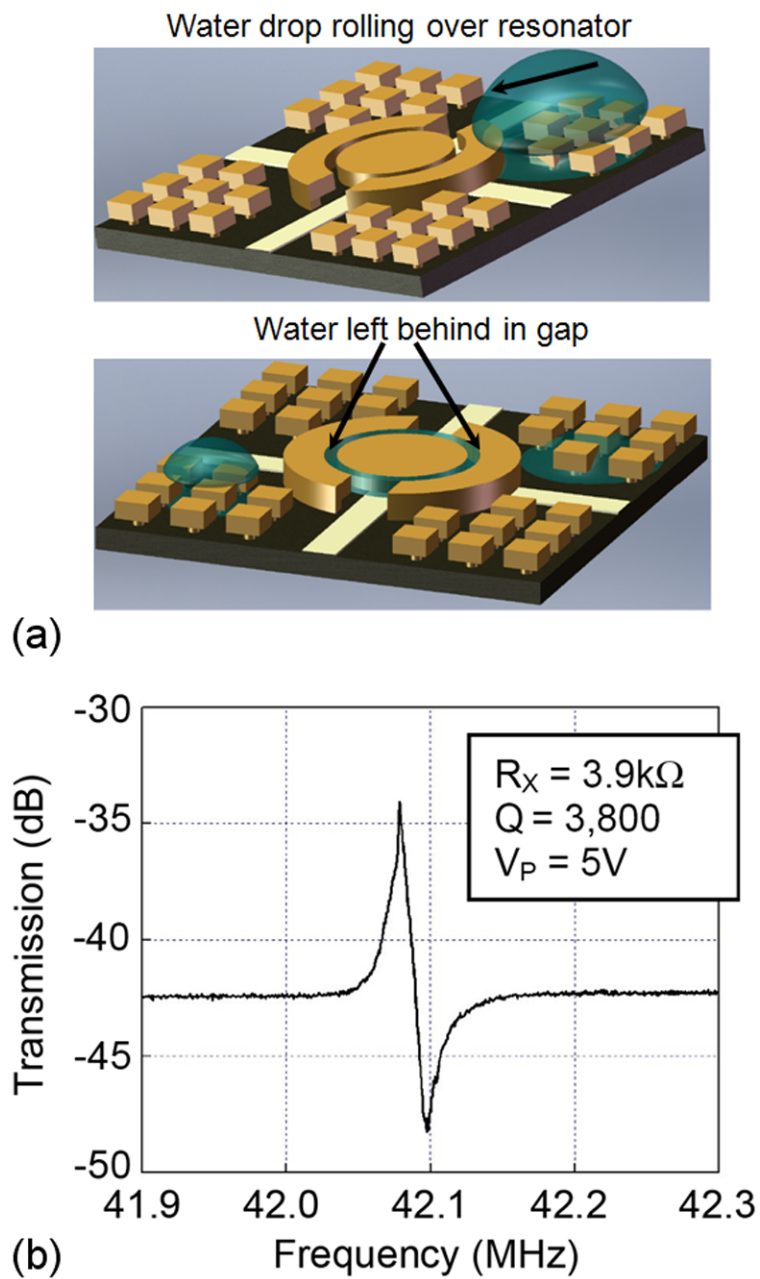 Water drop rolling over resonator
Water left behind in gap
(a)
-30
-35
-40
-45
-50
Transmission (dB)
R_X = 3.9kΩ
Q = 3,800
V_P = 5V
41.9 42.0 42.1 42.2 42.3
Frequency (MHz)
(b)